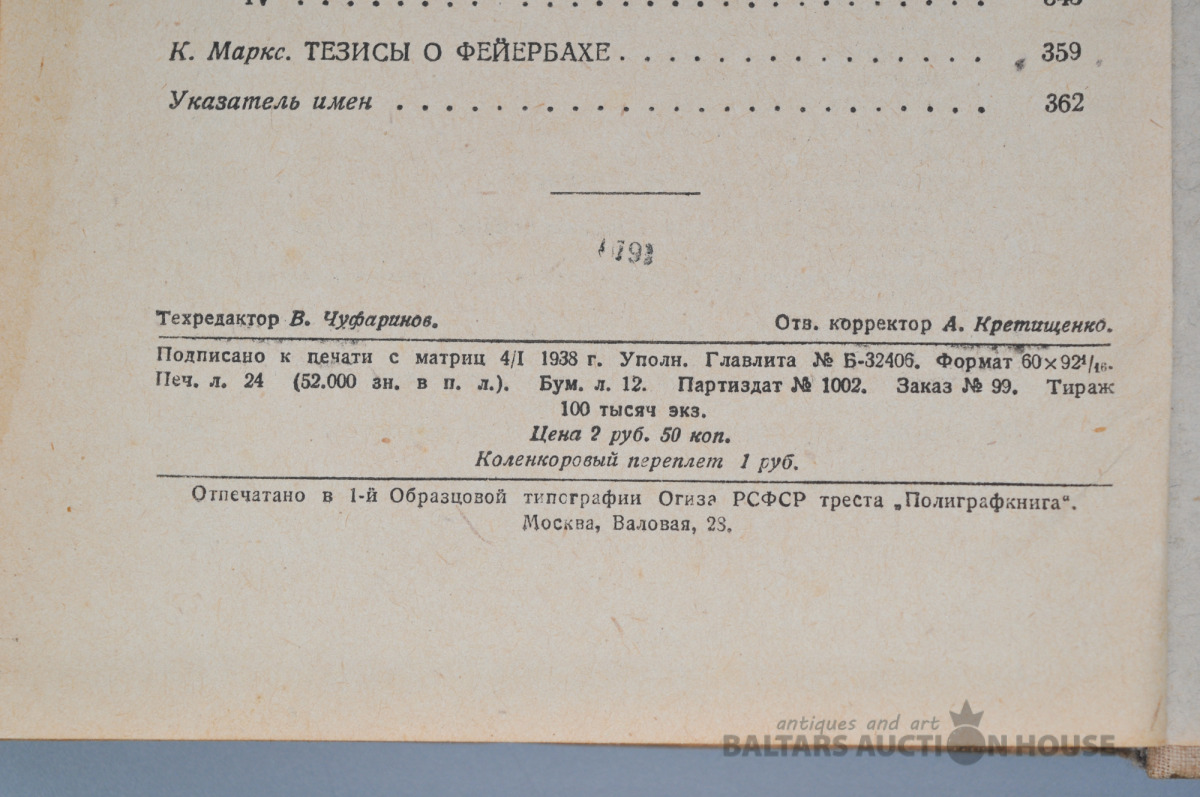 IV . . . . . . . . . . . . . . . . . . . . . . . . . . . 345
К. Маркс. ТЕЗИСЫ О ФЕЙЕРБАХЕ . . . . . . . . . . . . . . . 359
Указатель имен . . . . . . . . . . . . . . . . . . . . . . . . 362
Техредактор В. Чуфаринов.
Отв. корректор А. Кретищенко.
Подписано к печати с матриц 4/I 1938 г. Уполн. Главлита № Б-32406. Формат 60×92¹/₁₆.
Печ. л. 24 (52.000 зн. в п. л.). Бум. л. 12. Партиздат № 1002. Заказ № 99. Тираж
100 тысяч экз.
Цена 2 руб. 50 коп.
Коленкоровый переплет 1 руб.
Отпечатано в 1-й Образцовой типографии Огиза РСФСР треста „Полиграфкнига“.
Москва, Валовая, 28.
antiques and art
BALTARS AUCTION HOUSE